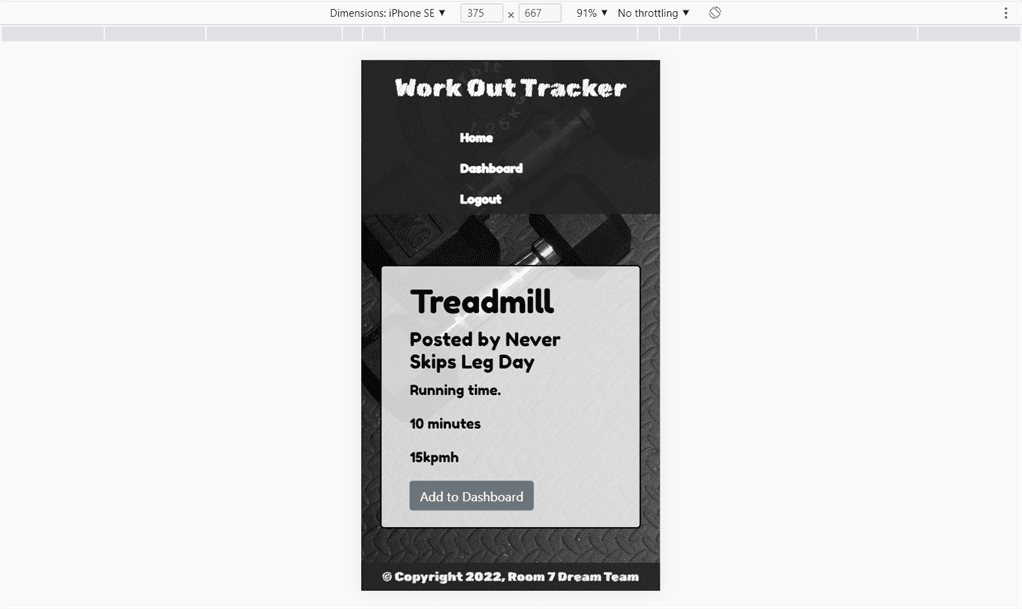 Dimensions: iPhone SE ▼ 375 × 667 91% ▼ No throttling ▼
Work Out Tracker
Home
Dashboard
Logout
Treadmill
Posted by Never
Skips Leg Day
Running time.
10 minutes
15kpmh
Add to Dashboard
© Copyright 2022, Room 7 Dream Team